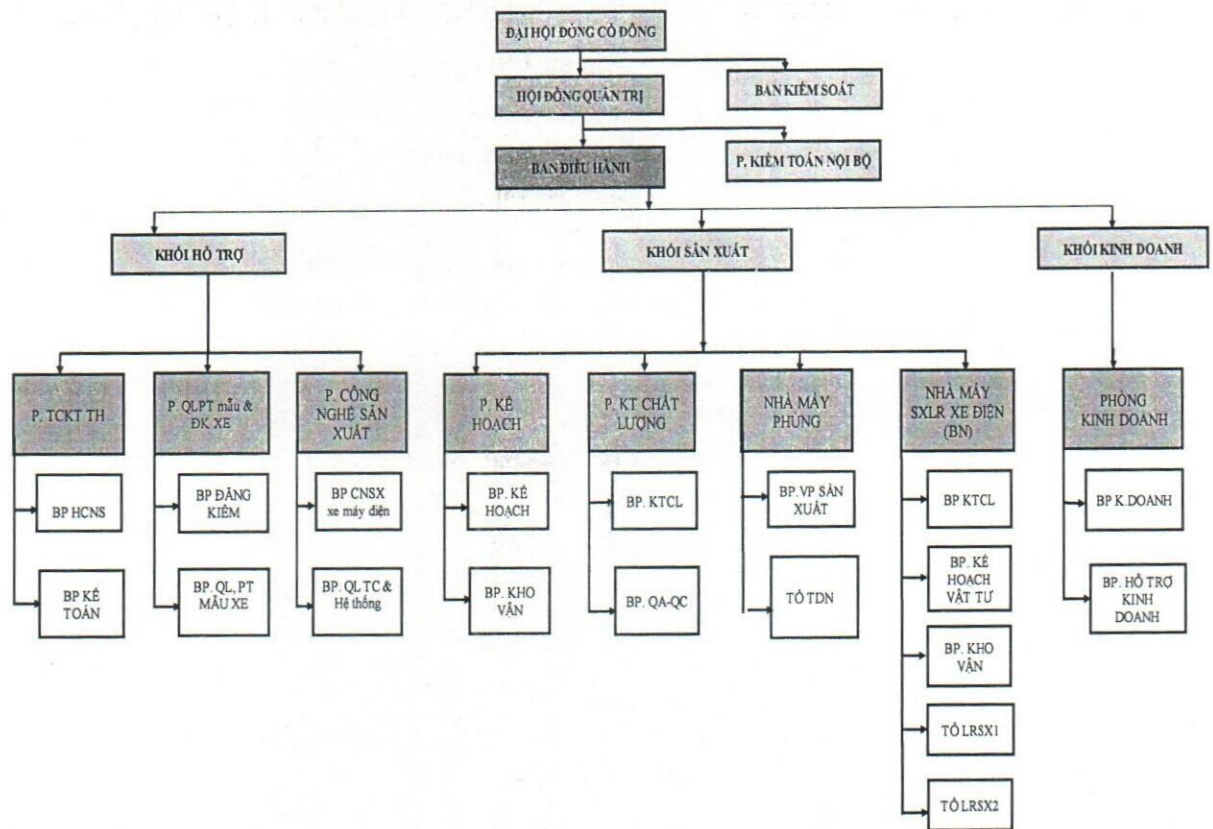 ĐẠI HỘI ĐỒNG CỔ ĐÔNG
HỘI ĐỒNG QUẢN TRỊ
BAN KIỂM SOÁT
BAN ĐIỀU HÀNH
P. KIỂM TOÁN NỘI BỘ
KHỐI HỖ TRỢ
KHỐI SẢN XUẤT
KHỐI KINH DOANH
P. TCKT TH
P. QLPT mẫu &
ĐK XE
P. CÔNG
NGHỆ SẢN
XUẤT
P. KẾ
HOẠCH
P. KT CHẤT
LƯỢNG
NHÀ MÁY
PHÙNG
NHÀ MÁY
SXLR XE ĐIỆN
(BN)
PHÒNG
KINH DOANH
BP HCNS
BP ĐĂNG
KIỂM
BP CNSX
xe máy điện
BP. KẾ
HOẠCH
BP. KTCL
BP. VP SẢN
XUẤT
BP KTCL
BP K.DOANH
BP KẾ
TOÁN
BP. QL, PT
MẪU XE
BP. QL TC &
Hệ thống
BP. KHO
VẬN
BP. QA-QC
TỔ TDN
BP. KẾ
HOẠCH
VẬT TƯ
BP. HỖ TRỢ
KINH
DOANH
BP. KHO
VẬN
TỔ LRSX1
TỔ LRSX2